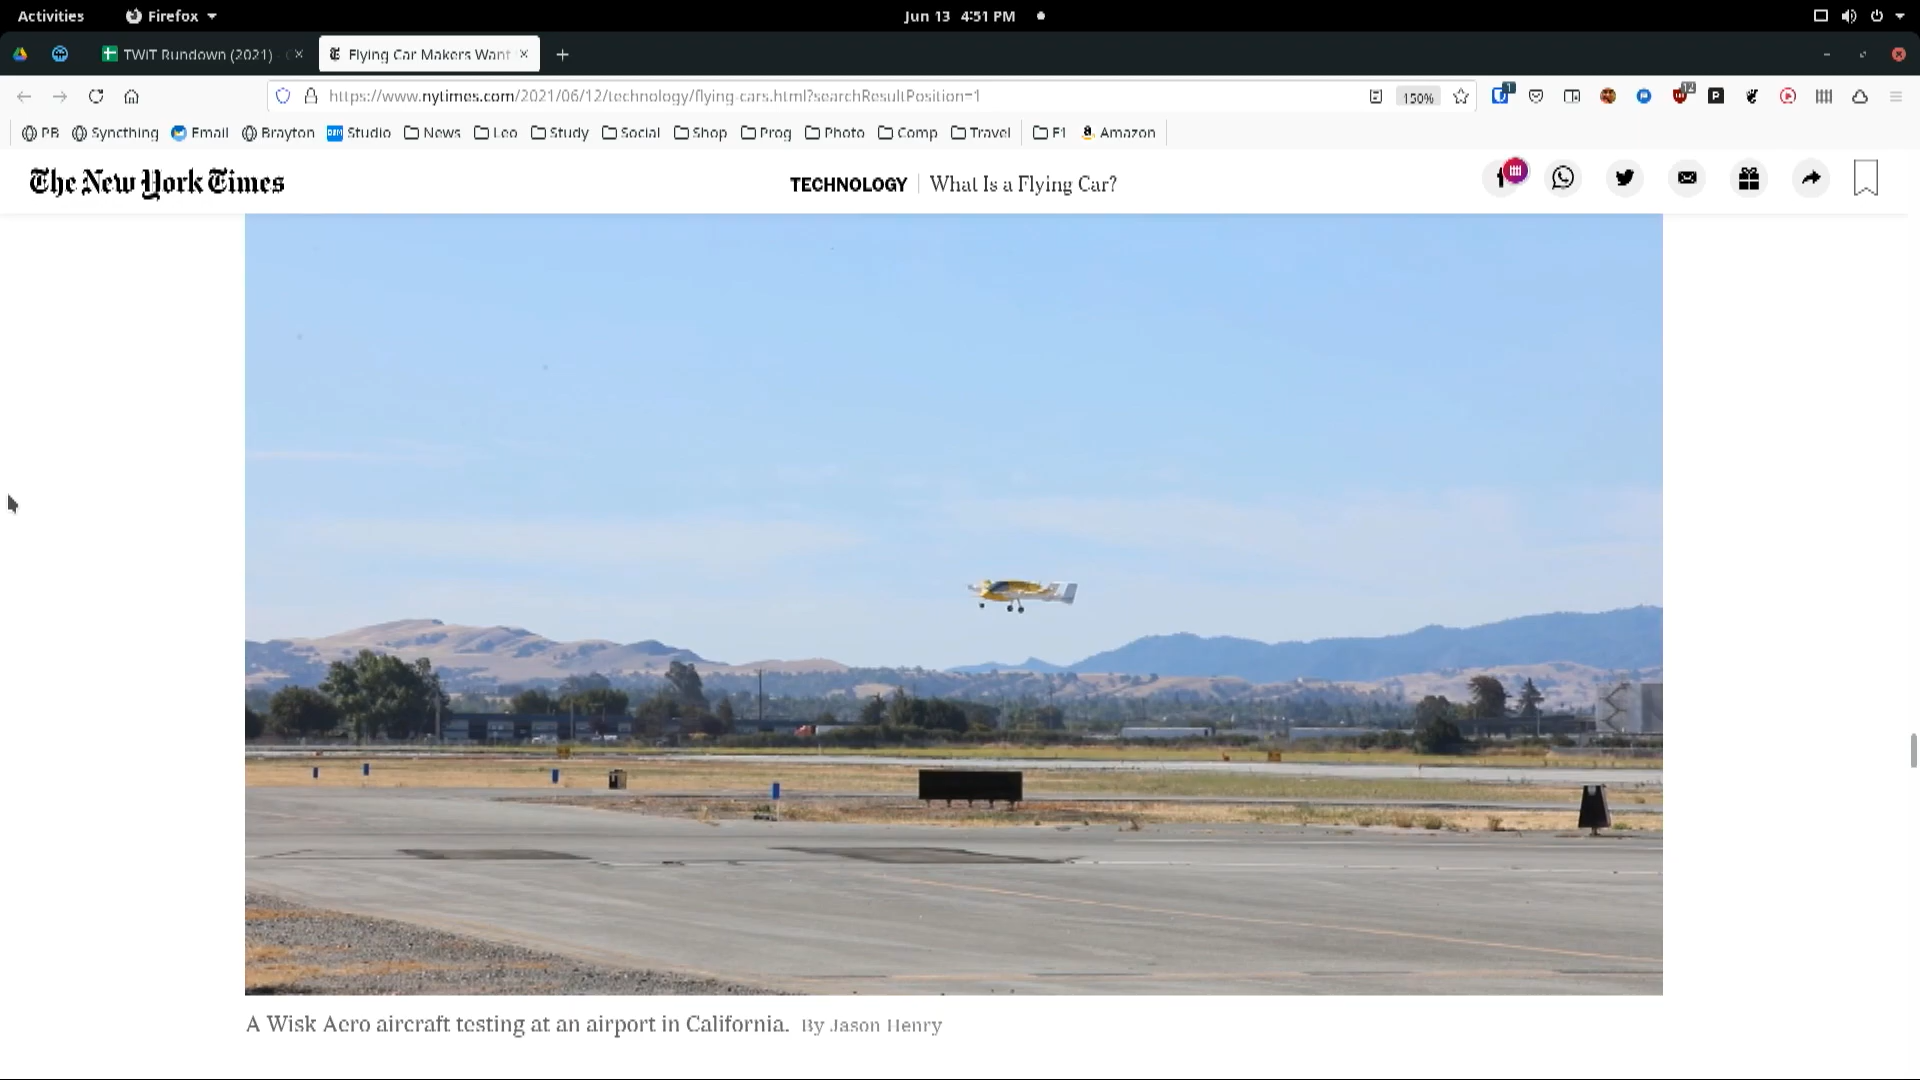 Activities Firefox Jun 13 4:51 PM
TWiT Rundown (2021) Flying Car Makers Want
https://www.nytimes.com/2021/06/12/technology/flying-cars.html?searchResultPosition=1 150% 1 12
PB Syncthing Email Brayton Studio News Leo Study Social Shop Prog Photo Comp Travel F1 Amazon
The New York Times TECHNOLOGY What Is a Flying Car?
A Wisk Aero aircraft testing at an airport in California. By Jason Henry